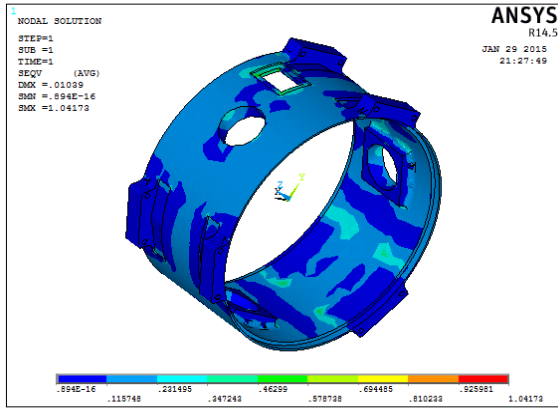 1
NODAL SOLUTION
STEP=1
SUB =1
TIME=1
SEQV (AVG)
DMX =.01039
SMN =.894E-16
SMX =1.04173
ANSYS
R14.5
JAN 29 2015
21:27:49
X
Y
Z
.894E-16
.115748
.231495
.347243
.46299
.578738
.694485
.810233
.925981
1.04173